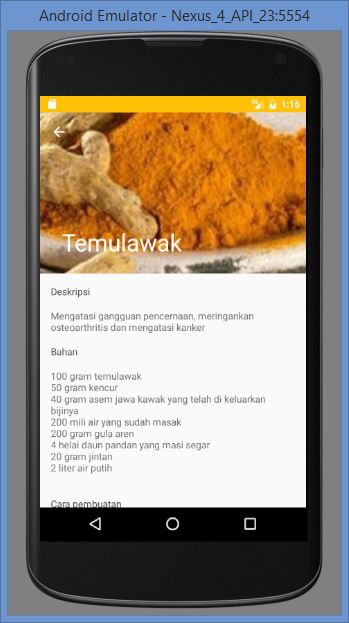 Android Emulator - Nexus_4_API_23:5554
1:16
Temulawak
Deskripsi
Mengatasi gangguan pencernaan, meringankan
osteoarthritis dan mengatasi kanker
Bahan
100 gram temulawak
50 gram kencur
40 gram asem jawa kawak yang telah di keluarkan
bijinya
200 mili air yang sudah masak
200 gram gula aren
4 helai daun pandan yang masi segar
20 gram jintan
2 liter air putih
Cara pembuatan